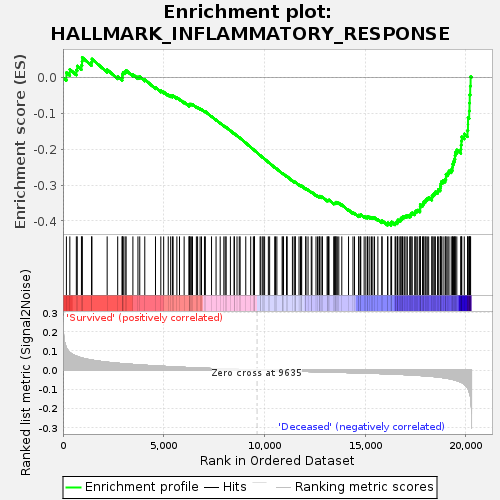 Enrichment plot:
HALLMARK_INFLAMMATORY_RESPONSE
Enrichment score (ES)
0.0
-0.1
-0.2
-0.3
-0.4
'Survived' (positively correlated)
Ranked list metric (Signal2Noise)
0.3
0.2
0.1
0.0
-0.1
-0.2
-0.3
Zero cross at 9635
'Deceased' (negatively correlated)
0
5,000
10,000
15,000
20,000
Rank in Ordered Dataset
Enrichment profile
Hits
Ranking metric scores